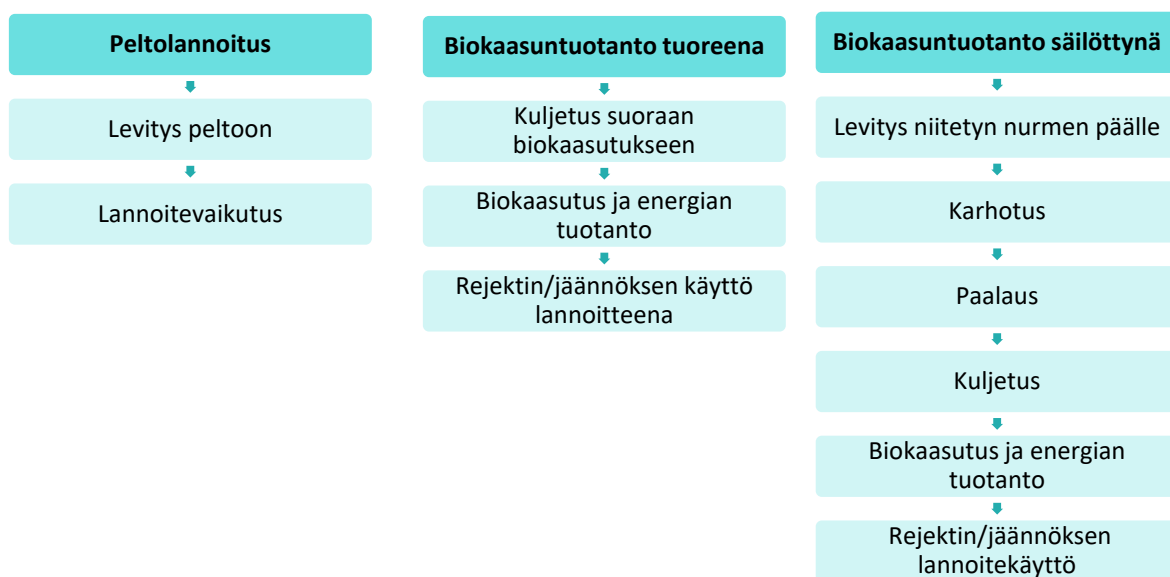 Peltolannoitus
Levitys peltoon
Lannoitevaikutus
Biokaasuntuotanto tuoreena
Kuljetus suoraan
biokaasutukseen
Biokaasutus ja energian
tuotanto
Rejektin/jäännöksen käyttö
lannoitteena
Biokaasuntuotanto säilöttynä
Levitys niitetyn nurmen päälle
Karhotus
Paalaus
Kuljetus
Biokaasutus ja energian
tuotanto
Rejektin/jäännöksen
lannoitekäyttö